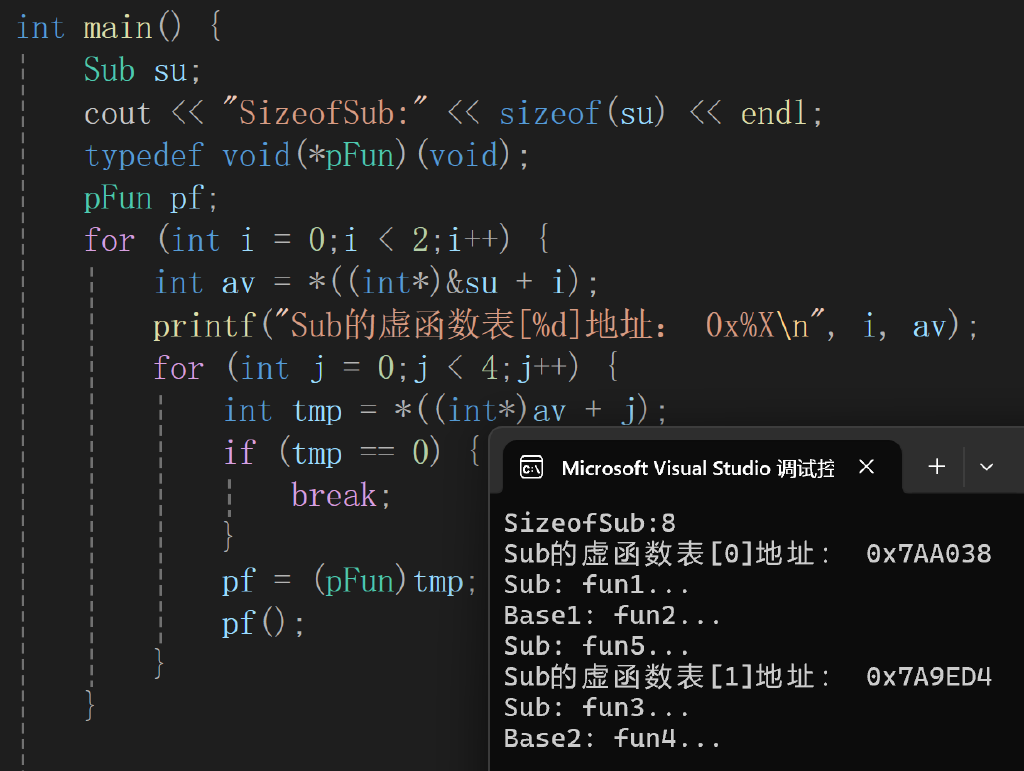 int main() {
    Sub su;
    cout << "SizeofSub:" << sizeof(su) << endl;
    typedef void(*pFun)(void);
    pFun pf;
    for (int i = 0;i < 2;i++) {
        int av = *((int*)&su + i);
        printf("Sub的虚函数表[%d]地址： 0x%X\n", i, av);
        for (int j = 0;j < 4;j++) {
            int tmp = *((int*)av + j);
            if (tmp == 0) {
                break;
            }
            pf = (pFun)tmp;
            pf();
        }
    }
Microsoft Visual Studio 调试控
SizeofSub:8
Sub的虚函数表[0]地址： 0x7AA038
Sub: fun1...
Base1: fun2...
Sub: fun5...
Sub的虚函数表[1]地址： 0x7A9ED4
Sub: fun3...
Base2: fun4...